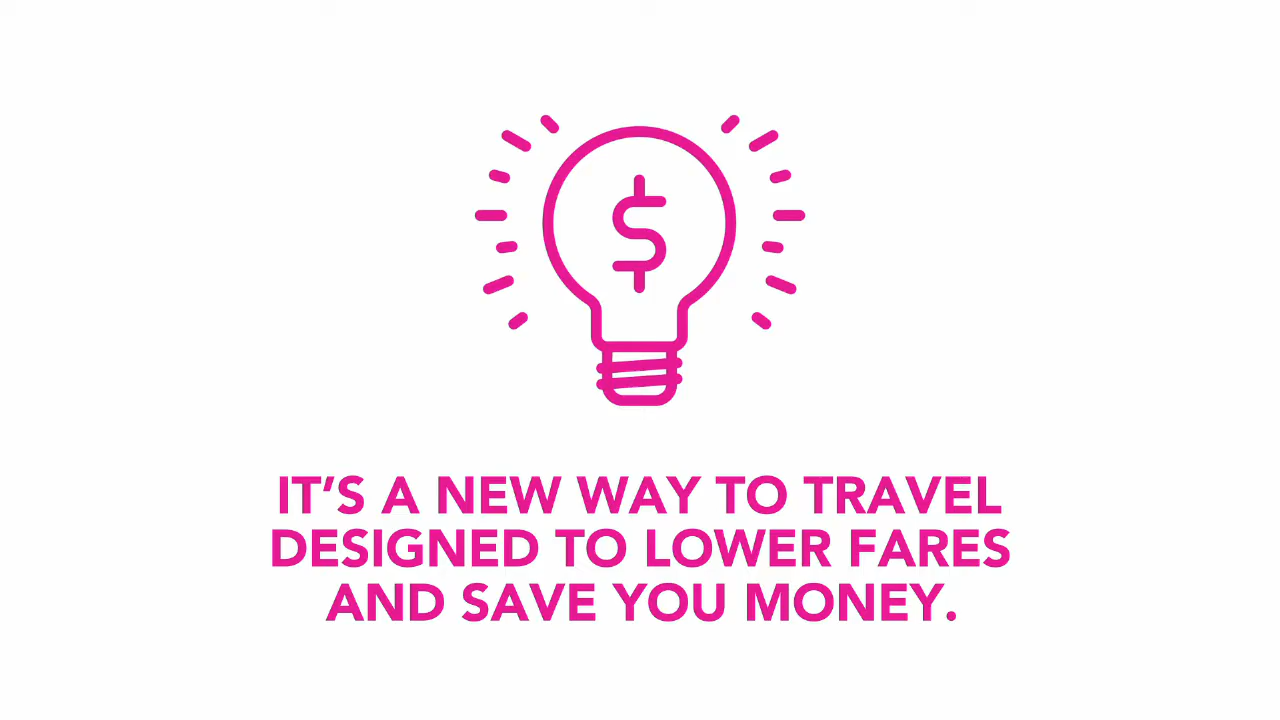 $
IT’S A NEW WAY TO TRAVEL
DESIGNED TO LOWER FARES
AND SAVE YOU MONEY.